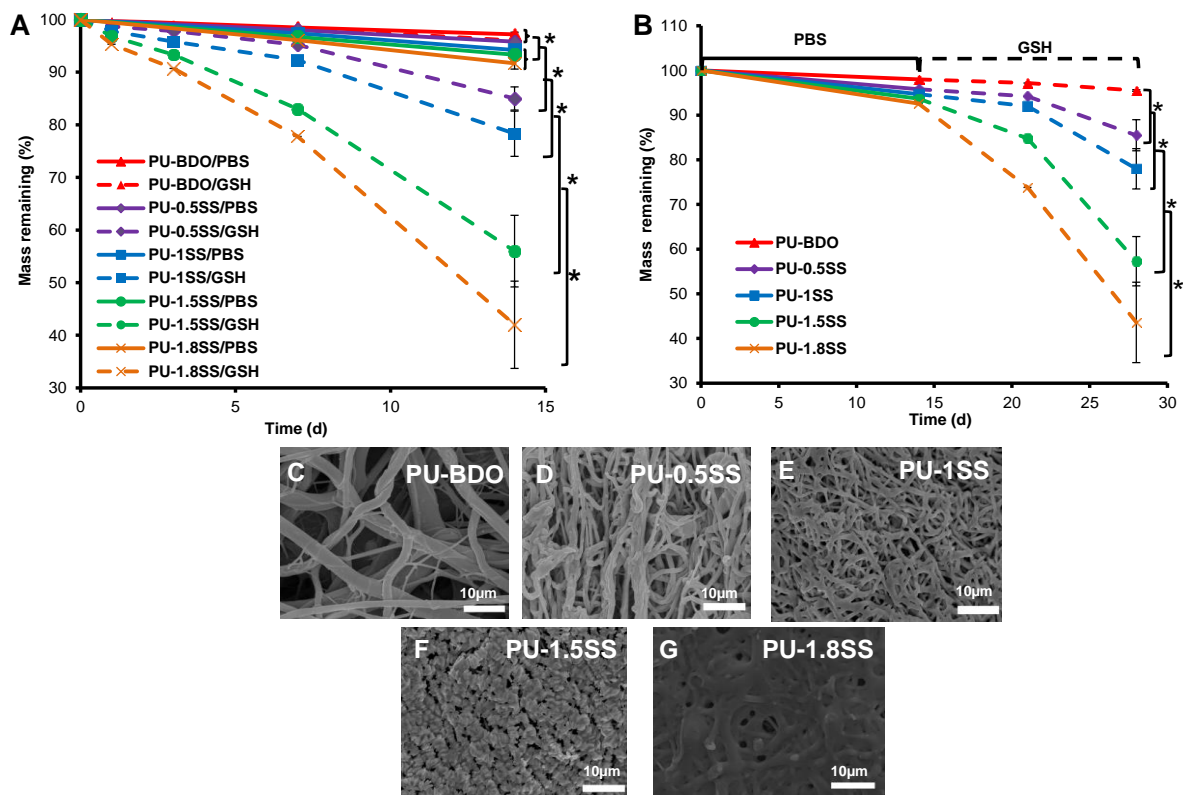 A
100
90
80
70
60
50
40
30
Mass remaining (%)
0
5
10
15
Time (d)
PU-BDO/PBS
PU-BDO/GSH
PU-0.5SS/PBS
PU-0.5SS/GSH
PU-1SS/PBS
PU-1SS/GSH
PU-1.5SS/PBS
PU-1.5SS/GSH
PU-1.8SS/PBS
PU-1.8SS/GSH
*
*
*
*
*
*
B
110
100
90
80
70
60
50
40
30
Mass remaining (%)
0
5
10
15
20
25
30
Time (d)
PBS
GSH
PU-BDO
PU-0.5SS
PU-1SS
PU-1.5SS
PU-1.8SS
*
*
*
*
C PU-BDO
10µm
D PU-0.5SS
10µm
E PU-1SS
10µm
F PU-1.5SS
10µm
G PU-1.8SS
10µm